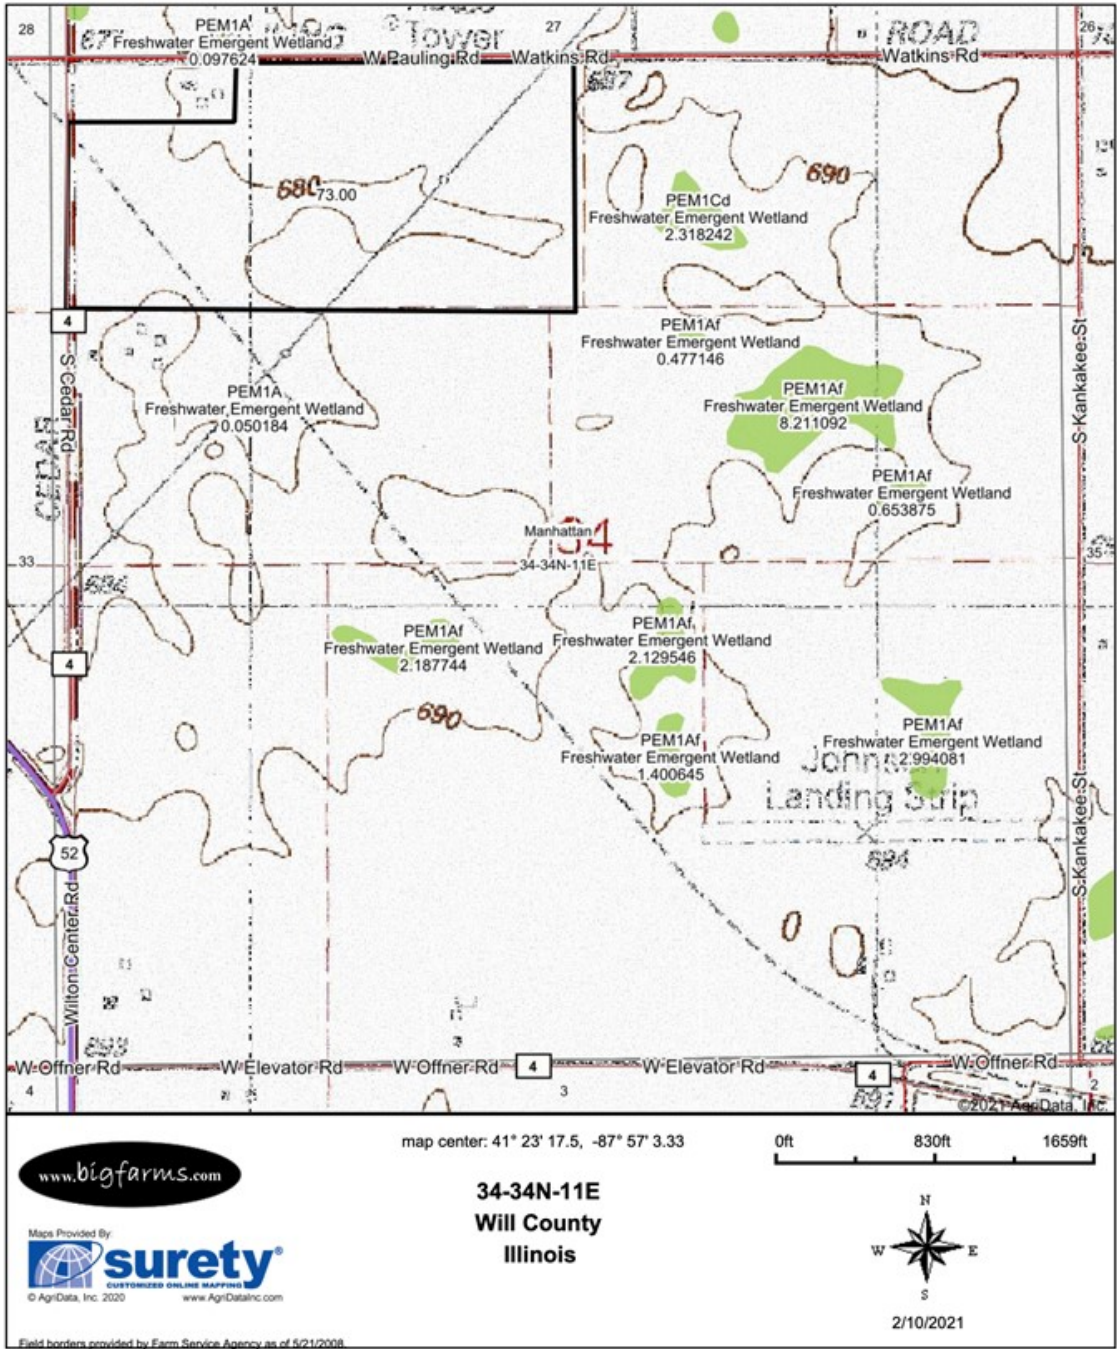 28
27
26
677
PEM1A
Freshwater Emergent Wetland
0.097624
Tower
ROAD
W Pauling Rd
Watkins Rd
Watkins Rd
687
680
73.00
690
PEM1Cd
Freshwater Emergent Wetland
2.318242
4
PEM1Af
Freshwater Emergent Wetland
0.477146
S Cedar Rd
S Kankakee St
PEM1A
Freshwater Emergent Wetland
0.050184
PEM1Af
Freshwater Emergent Wetland
8.211092
PEM1Af
Freshwater Emergent Wetland
0.653875
Manhattan
34
34-34N-11E
33
35
686
4
PEM1Af
Freshwater Emergent Wetland
2.187744
PEM1Af
Freshwater Emergent Wetland
2.129546
690
PEM1Af
Freshwater Emergent Wetland
1.400645
PEM1Af
Freshwater Emergent Wetland
2.994081
Landing Strip
694
52
S Kankakee St
Wilton Center Rd
693
W Offner Rd
W Elevator Rd
W Offner Rd
4
W Elevator Rd
4
W Offner Rd
4
3
691
2
©2021 AgriData, Inc.
www.bigfarms.com
map center: 41° 23' 17.5, -87° 57' 3.33
0ft 830ft 1659ft
34-34N-11E
Will County
Illinois
Maps Provided By:
surety®
CUSTOMIZED ONLINE MAPPING
© AgriData, Inc. 2020 www.AgriDataInc.com
N
W E
S
2/10/2021
Field borders provided by Farm Service Agency as of 5/21/2008.